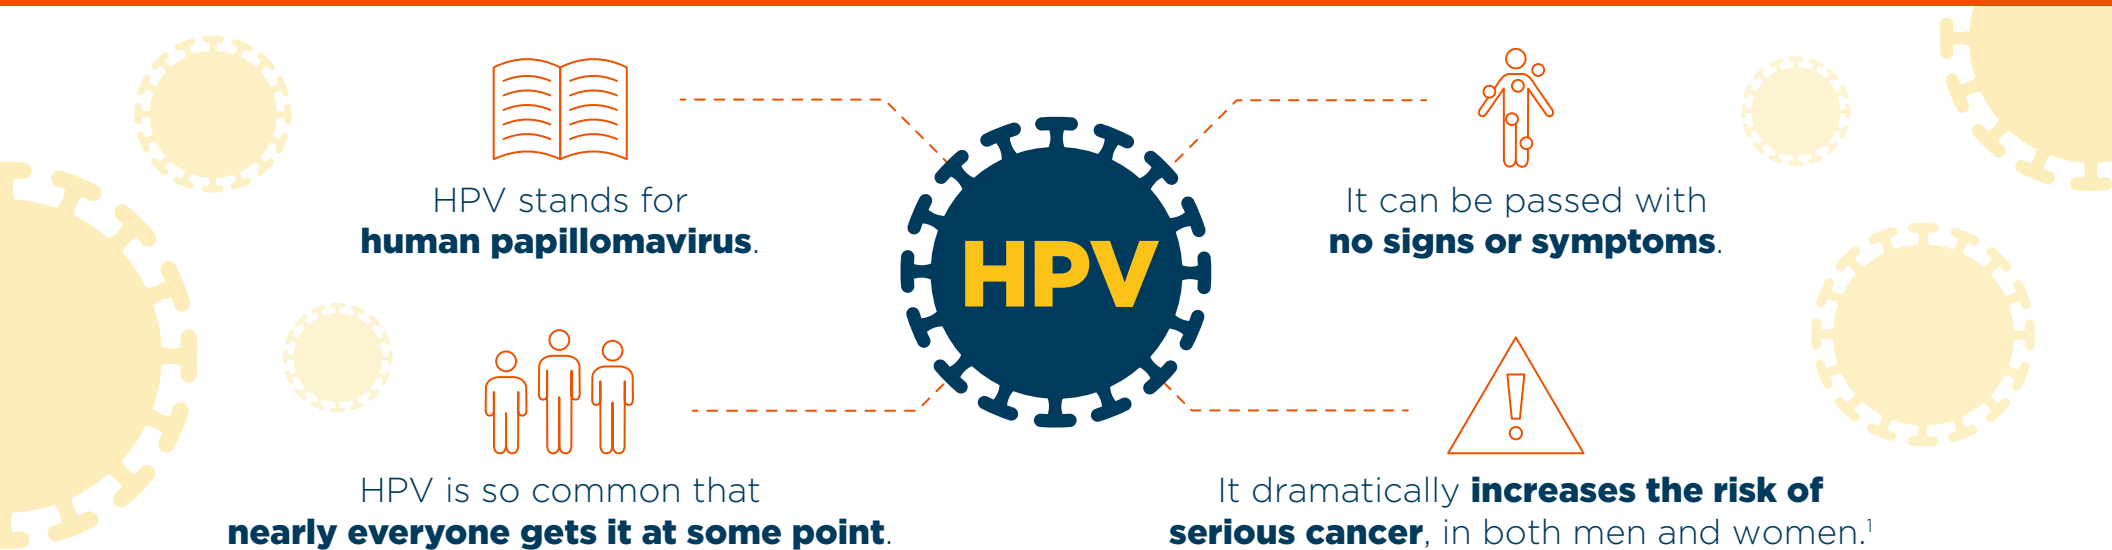 HPV stands for
human papillomavirus.
It can be passed with
no signs or symptoms.
HPV
HPV is so common that
nearly everyone gets it at some point.
It dramatically increases the risk of
serious cancer, in both men and women.¹